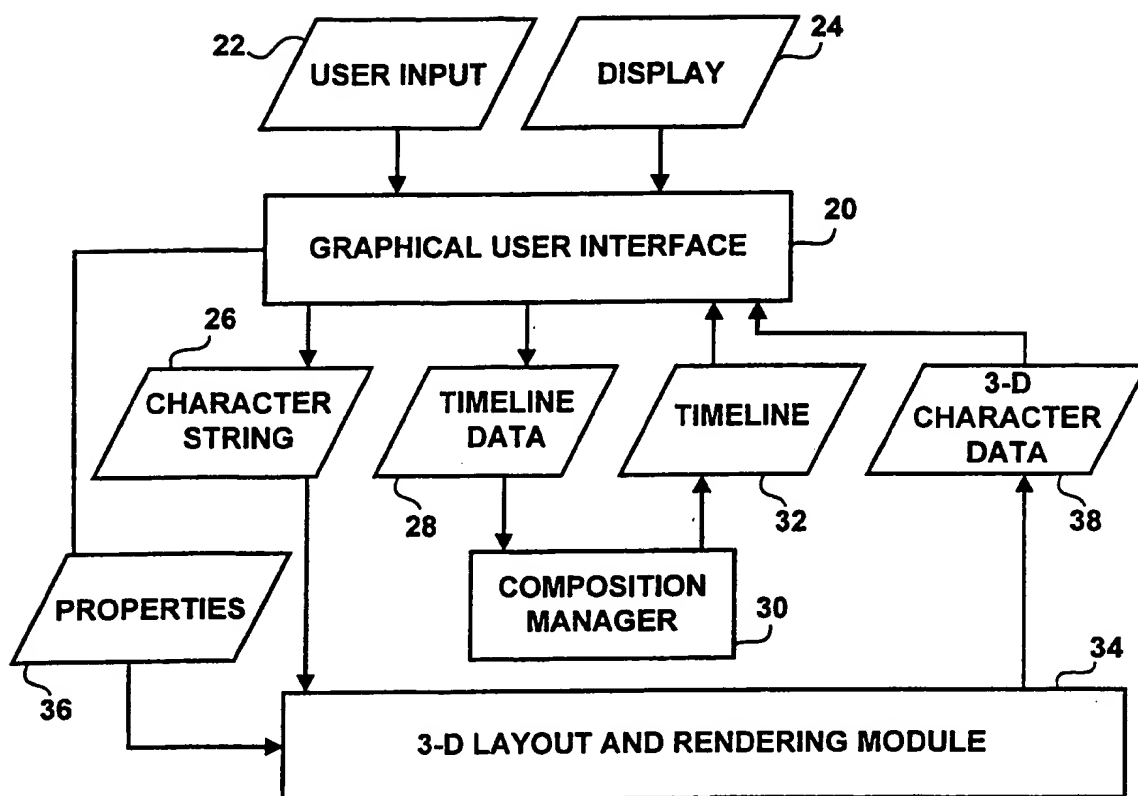 22
USER INPUT
DISPLAY
24
GRAPHICAL USER INTERFACE
20
26
CHARACTER
STRING
TIMELINE
DATA
28
TIMELINE
32
3-D
CHARACTER
DATA
38
PROPERTIES
36
COMPOSITION
MANAGER
30
34
3-D LAYOUT AND RENDERING MODULE